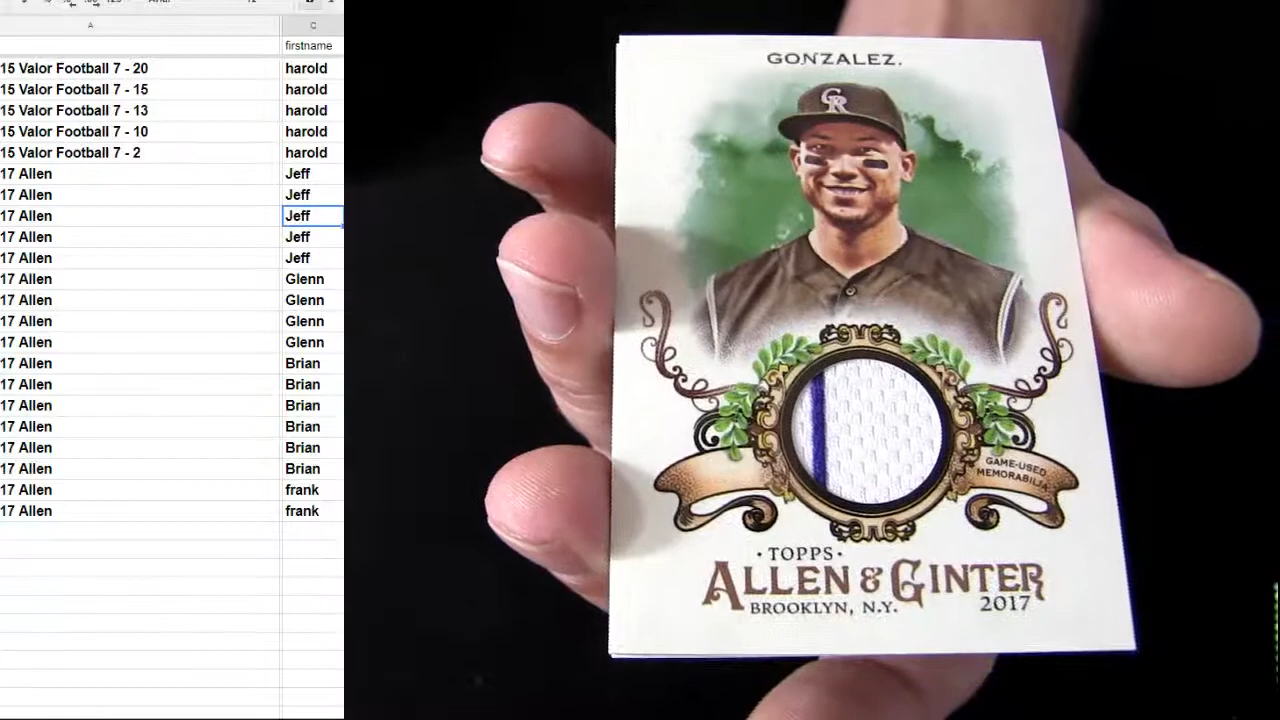 A C
firstname
15 Valor Football 7 - 20 harold
15 Valor Football 7 - 15 harold
15 Valor Football 7 - 13 harold
15 Valor Football 7 - 10 harold
15 Valor Football 7 - 2 harold
17 Allen Jeff
17 Allen Jeff
17 Allen Jeff
17 Allen Jeff
17 Allen Jeff
17 Allen Glenn
17 Allen Glenn
17 Allen Glenn
17 Allen Glenn
17 Allen Brian
17 Allen Brian
17 Allen Brian
17 Allen Brian
17 Allen Brian
17 Allen Brian
17 Allen frank
17 Allen frank
GONZALEZ.
CR
GAME-USED
MEMORABILIA
·TOPPS·
ALLEN & GINTER
BROOKLYN, N.Y. 2017